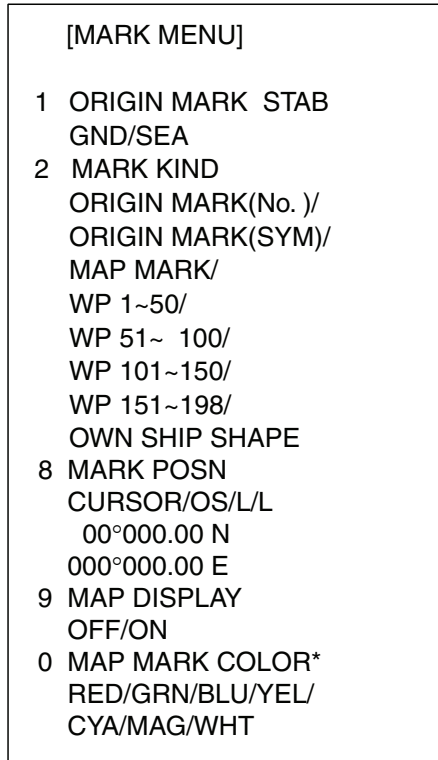 [MARK MENU]
1 ORIGIN MARK STAB
GND/SEA
2 MARK KIND
ORIGIN MARK(No. )/
ORIGIN MARK(SYM)/
MAP MARK/
WP 1~50/
WP 51~ 100/
WP 101~150/
WP 151~198/
OWN SHIP SHAPE
8 MARK POSN
CURSOR/OS/L/L
00°000.00 N
000°000.00 E
9 MAP DISPLAY
OFF/ON
0 MAP MARK COLOR*
RED/GRN/BLU/YEL/
CYA/MAG/WHT